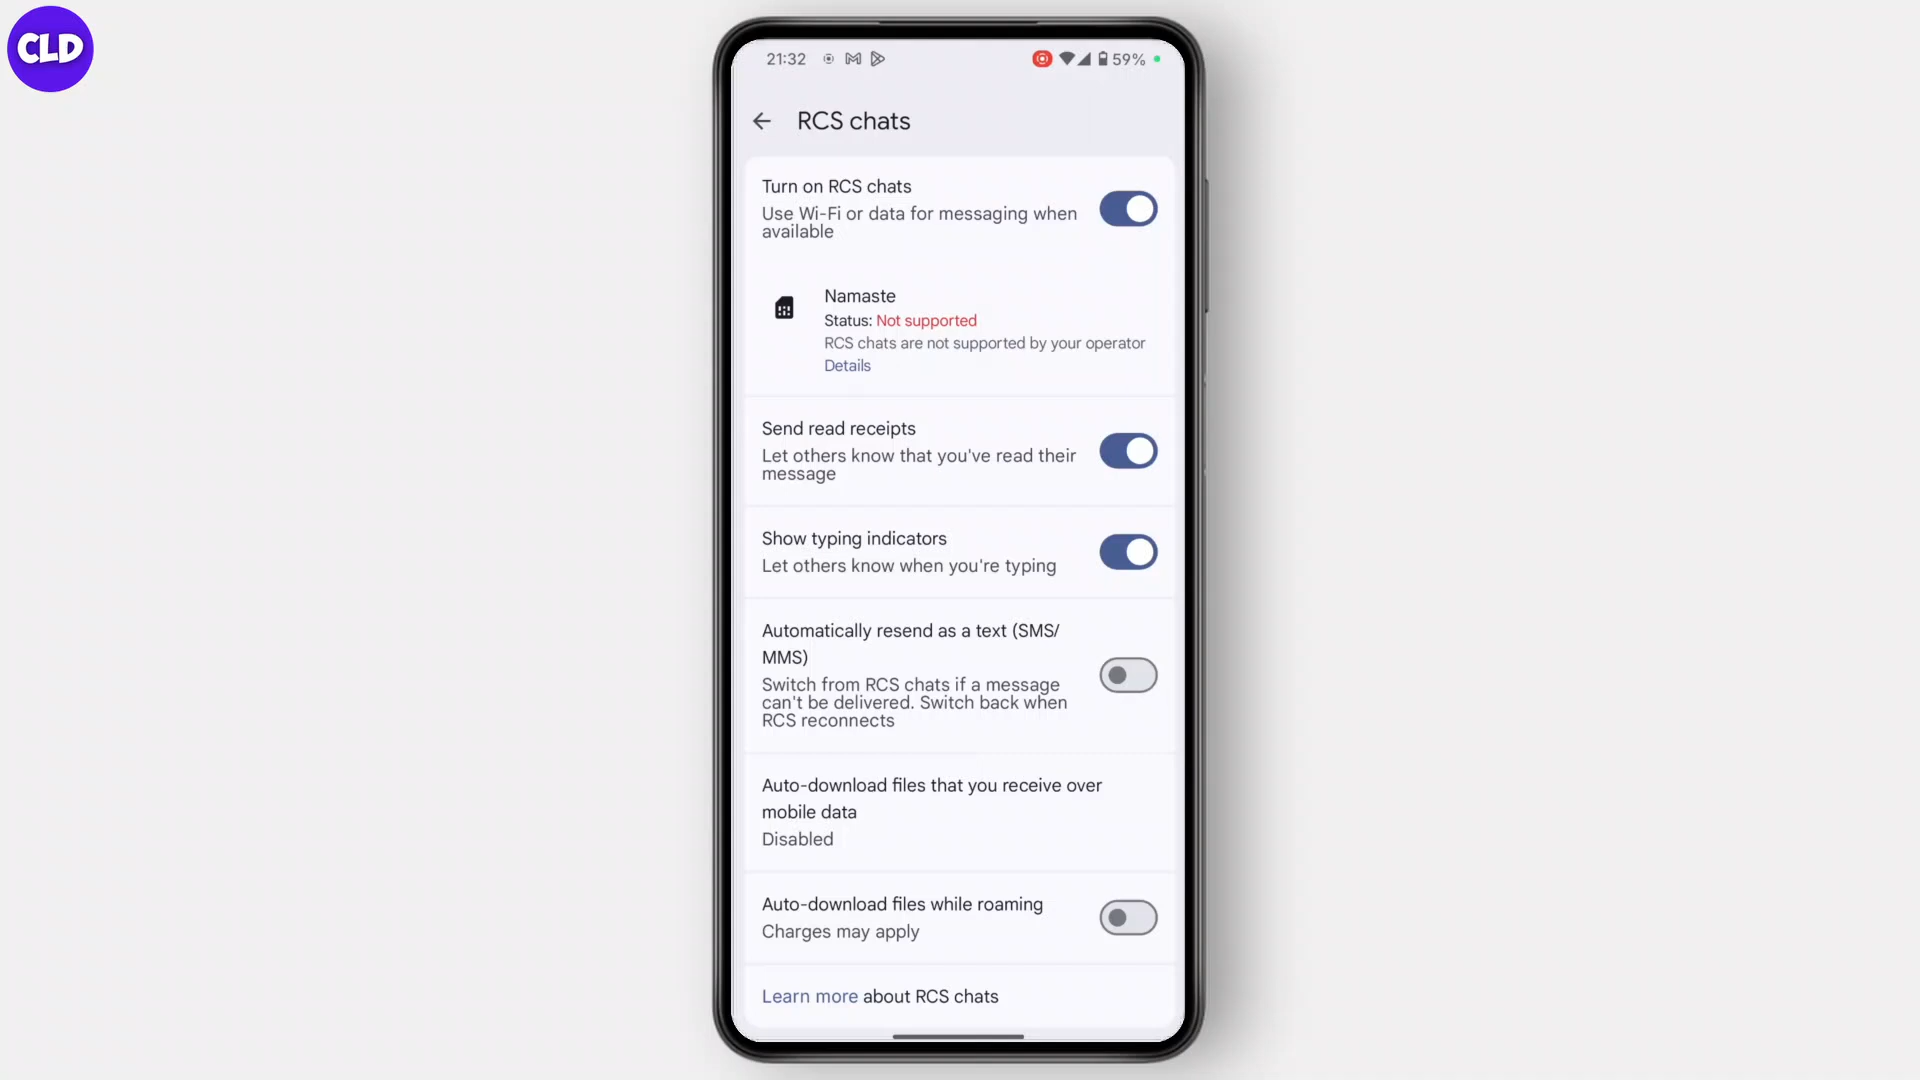 CLD
21:32
59%
RCS chats
Turn on RCS chats
Use Wi-Fi or data for messaging when
available
Namaste
Status: Not supported
RCS chats are not supported by your operator
Details
Send read receipts
Let others know that you've read their
message
Show typing indicators
Let others know when you're typing
Automatically resend as a text (SMS/
MMS)
Switch from RCS chats if a message
can't be delivered. Switch back when
RCS reconnects
Auto-download files that you receive over
mobile data
Disabled
Auto-download files while roaming
Charges may apply
Learn more about RCS chats